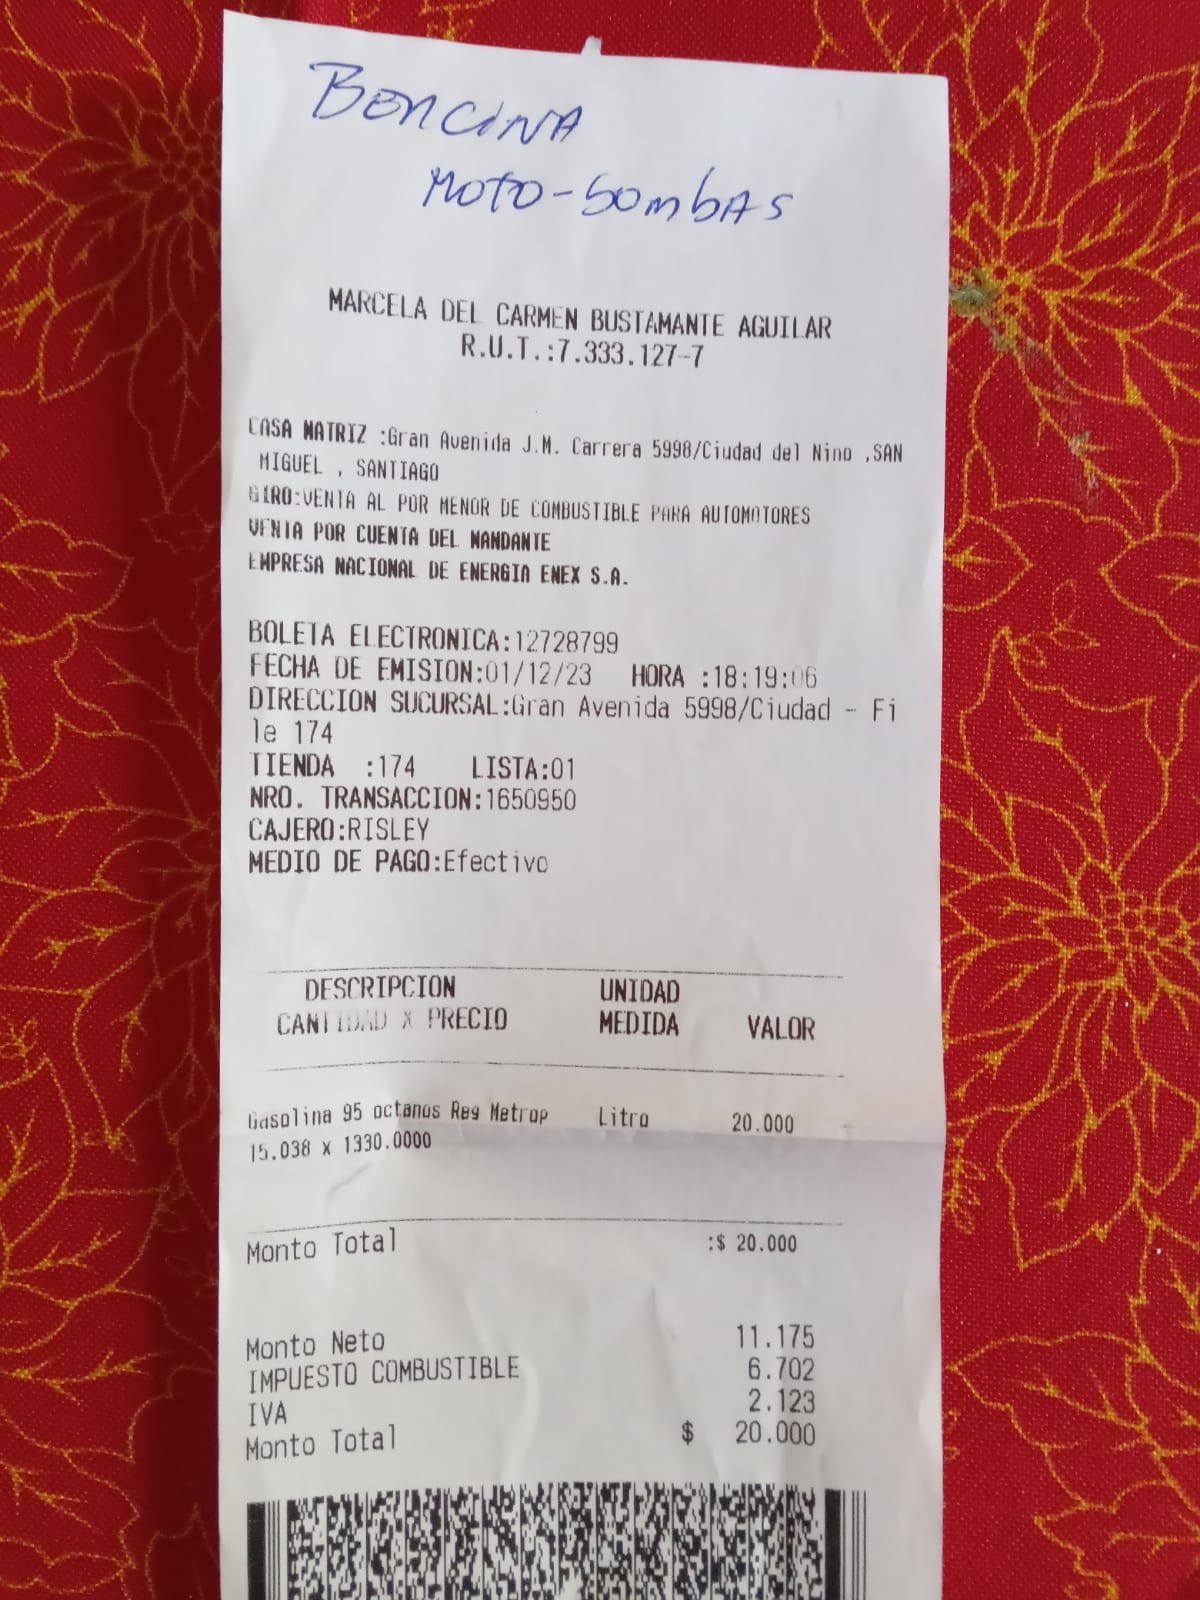 BENCINA
MOTO-bombAS
MARCELA DEL CARMEN BUSTAMANTE AGUILAR
R.U.T.:7.333.127-7
CASA MATRIZ :Gran Avenida J.M. Carrera 5998/Ciudad del Nino ,SAN
MIGUEL , SANTIAGO
GIRO:VENTA AL POR MENOR DE COMBUSTIBLE PARA AUTOMOTORES
VENTA POR CUENTA DEL MANDANTE
EMPRESA NACIONAL DE ENERGIA ENEX S.A.
BOLETA ELECTRONICA:12728799
FECHA DE EMISION:01/12/23 HORA :18:19:06
DIRECCION SUCURSAL:Gran Avenida 5998/Ciudad - Fi
le 174
TIENDA :174 LISTA:01
NRO. TRANSACCION:1650950
CAJERO:RISLEY
MEDIO DE PAGO:Efectivo
DESCRIPCION UNIDAD
CANTIDAD X PRECIO MEDIDA VALOR
Gasolina 95 octanos Reg Metrop Litro 20.000
15.038 x 1330.0000
Monto Total :$ 20.000
Monto Neto 11.175
IMPUESTO COMBUSTIBLE 6.702
IVA 2.123
Monto Total $ 20.000